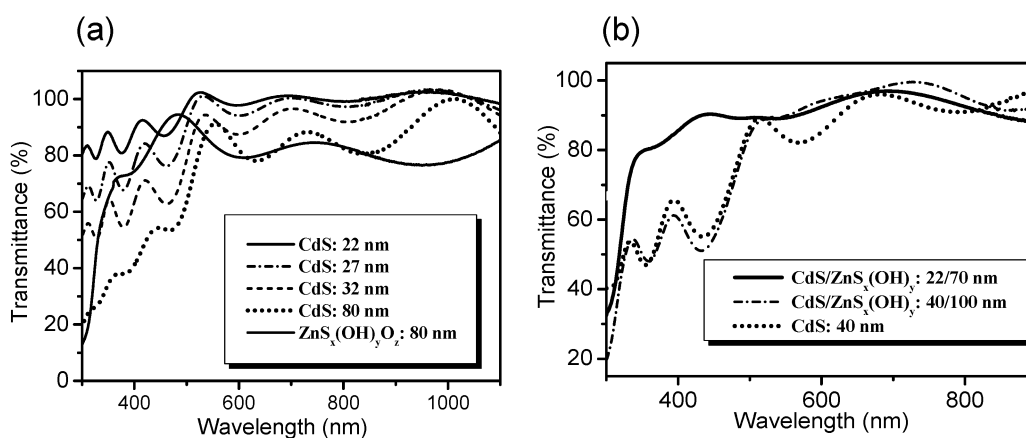 (a)
Transmittance (%)
100
80
60
40
20
0
400
600
800
1000
Wavelength (nm)
CdS: 22 nm
CdS: 27 nm
CdS: 32 nm
CdS: 80 nm
ZnSx(OH)yOz: 80 nm
(b)
Transmittance (%)
100
80
60
40
20
400
600
800
Wavelength (nm)
CdS/ZnSx(OH)y: 22/70 nm
CdS/ZnSx(OH)y: 40/100 nm
CdS: 40 nm